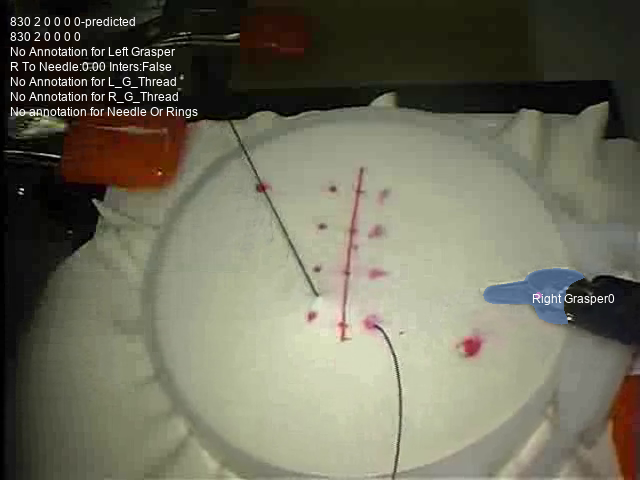 830 2 0 0 0 0-predicted
830 2 0 0 0 0
No Annotation for Left Grasper
R To Needle:0.00 Inters:False
No Annotation for L_G_Thread
No Annotation for R_G_Thread
No annotation for Needle Or Rings
Right Grasper0